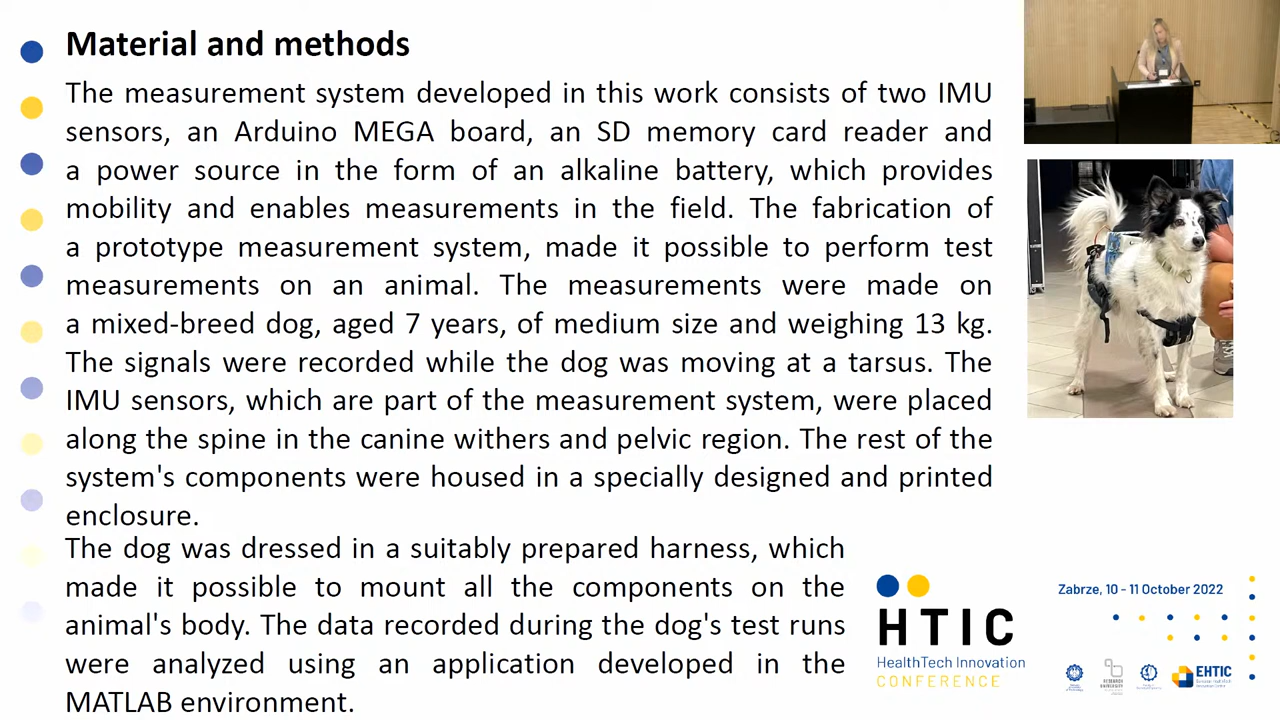 Material and methods
The measurement system developed in this work consists of two IMU
sensors, an Arduino MEGA board, an SD memory card reader and
a power source in the form of an alkaline battery, which provides
mobility and enables measurements in the field. The fabrication of
a prototype measurement system, made it possible to perform test
measurements on an animal. The measurements were made on
a mixed-breed dog, aged 7 years, of medium size and weighing 13 kg.
The signals were recorded while the dog was moving at a tarsus. The
IMU sensors, which are part of the measurement system, were placed
along the spine in the canine withers and pelvic region. The rest of the
system's components were housed in a specially designed and printed
enclosure.
The dog was dressed in a suitably prepared harness, which
made it possible to mount all the components on the
animal's body. The data recorded during the dog's test runs
were analyzed using an application developed in the
MATLAB environment.
HTIC
HealthTech Innovation
CONFERENCE
Zabrze, 10 - 11 October 2022
EHTIC